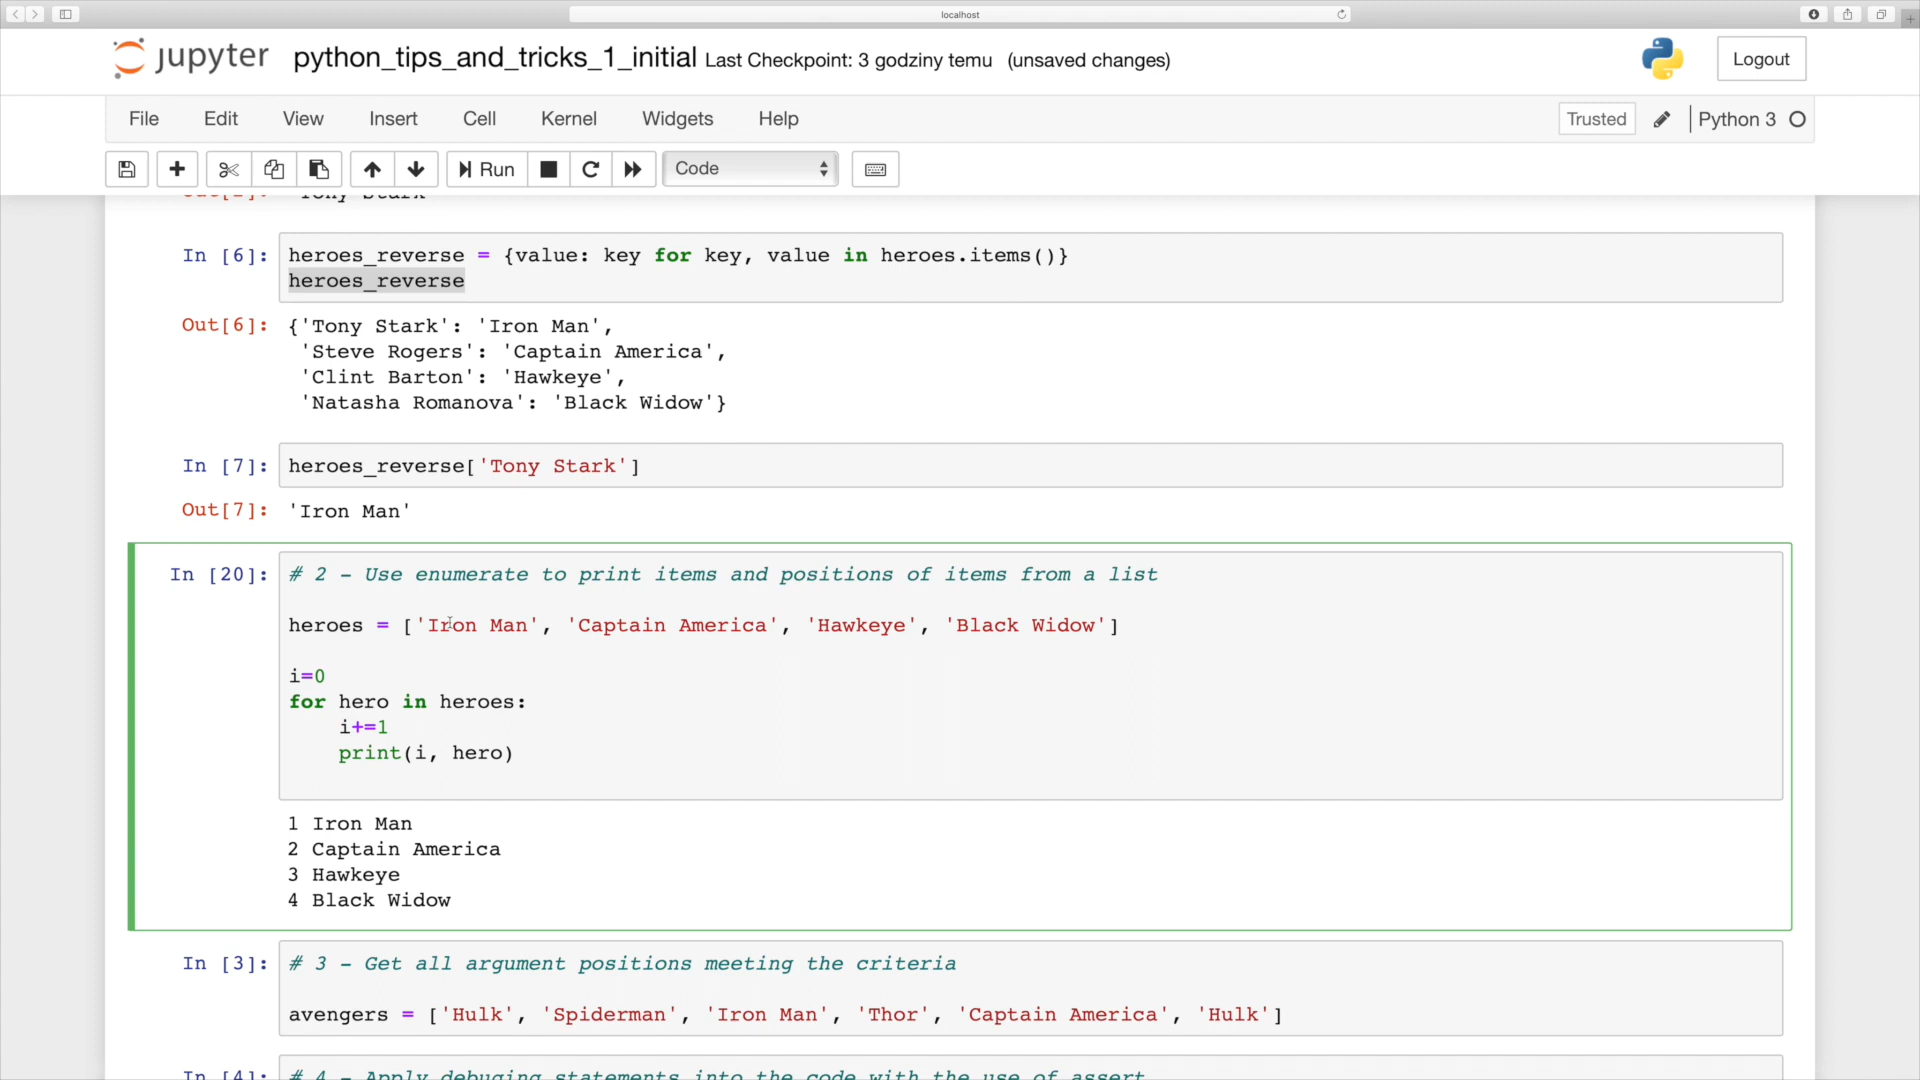 localhost
jupyter python_tips_and_tricks_1_initial Last Checkpoint: 3 godziny temu (unsaved changes) Logout
File Edit View Insert Cell Kernel Widgets Help Trusted Python 3
Run Code
Out[2]: 'Tony Stark'
In [6]: heroes_reverse = {value: key for key, value in heroes.items()}
heroes_reverse
Out[6]: {'Tony Stark': 'Iron Man',
'Steve Rogers': 'Captain America',
'Clint Barton': 'Hawkeye',
'Natasha Romanova': 'Black Widow'}
In [7]: heroes_reverse['Tony Stark']
Out[7]: 'Iron Man'
In [20]: # 2 - Use enumerate to print items and positions of items from a list
heroes = ['Iron Man', 'Captain America', 'Hawkeye', 'Black Widow']
i=0
for hero in heroes:
i+=1
print(i, hero)
1 Iron Man
2 Captain America
3 Hawkeye
4 Black Widow
In [3]: # 3 - Get all argument positions meeting the criteria
avengers = ['Hulk', 'Spiderman', 'Iron Man', 'Thor', 'Captain America', 'Hulk']
In [4]: # 4 - Apply debuging statements into the code with the use of assert